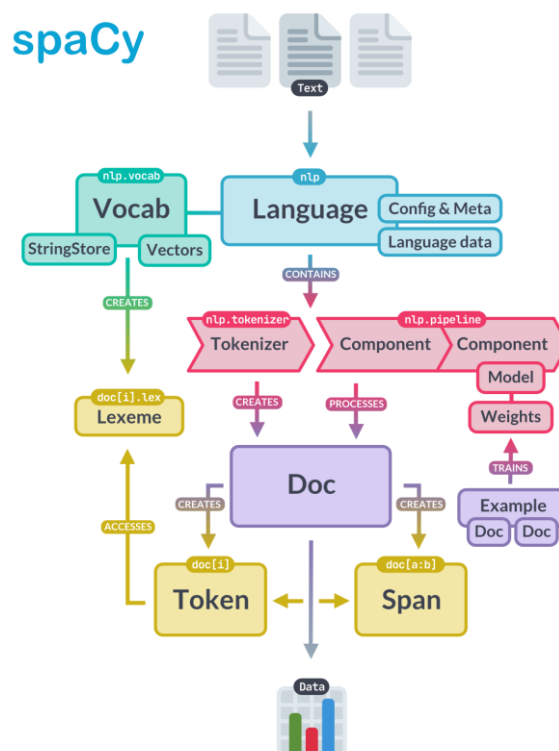 spaCy
Text
nlp.vocab
Vocab
StringStore
Vectors
nlp
Language
Config & Meta
Language data
CREATES
CONTAINS
nlp.tokenizer
Tokenizer
nlp.pipeline
Component
Component
Model
Weights
doc[i].lex
Lexeme
CREATES
PROCESSES
TRAINS
Doc
Example
Doc
Doc
ACCESSES
CREATES
CREATES
doc[i]
Token
doc[a:b]
Span
Data